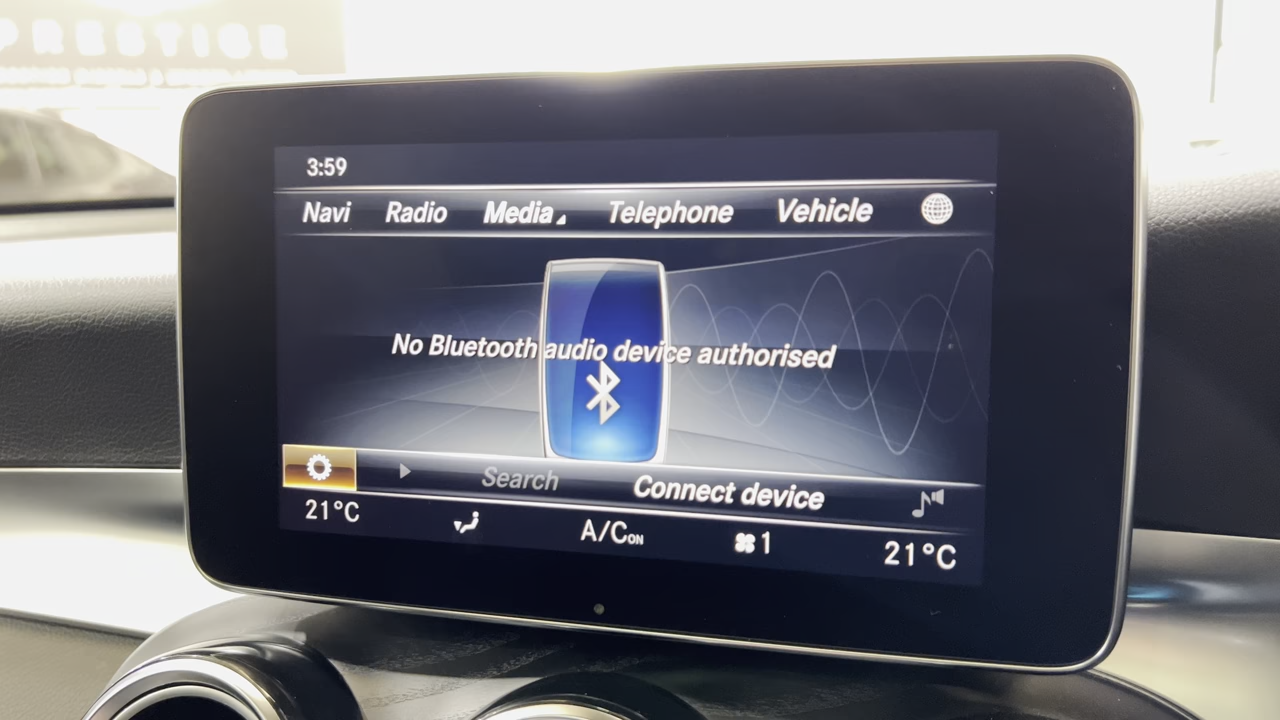 PRESTIGE
3:59
Navi Radio Media Telephone Vehicle
No Bluetooth audio device authorised
Search Connect device
21°C A/C ON 1 21°C